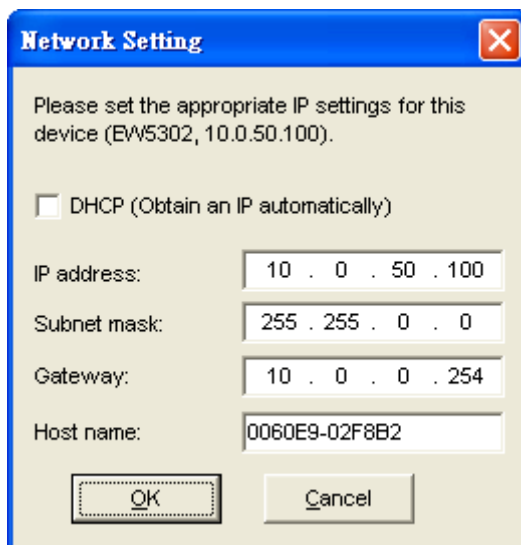 Network Setting
Please set the appropriate IP settings for this
device (EW5302, 10.0.50.100).
DHCP (Obtain an IP automatically)
IP address: 10 . 0 . 50 . 100
Subnet mask: 255 . 255 . 0 . 0
Gateway: 10 . 0 . 0 . 254
Host name: 0060E9-02F8B2
OK Cancel